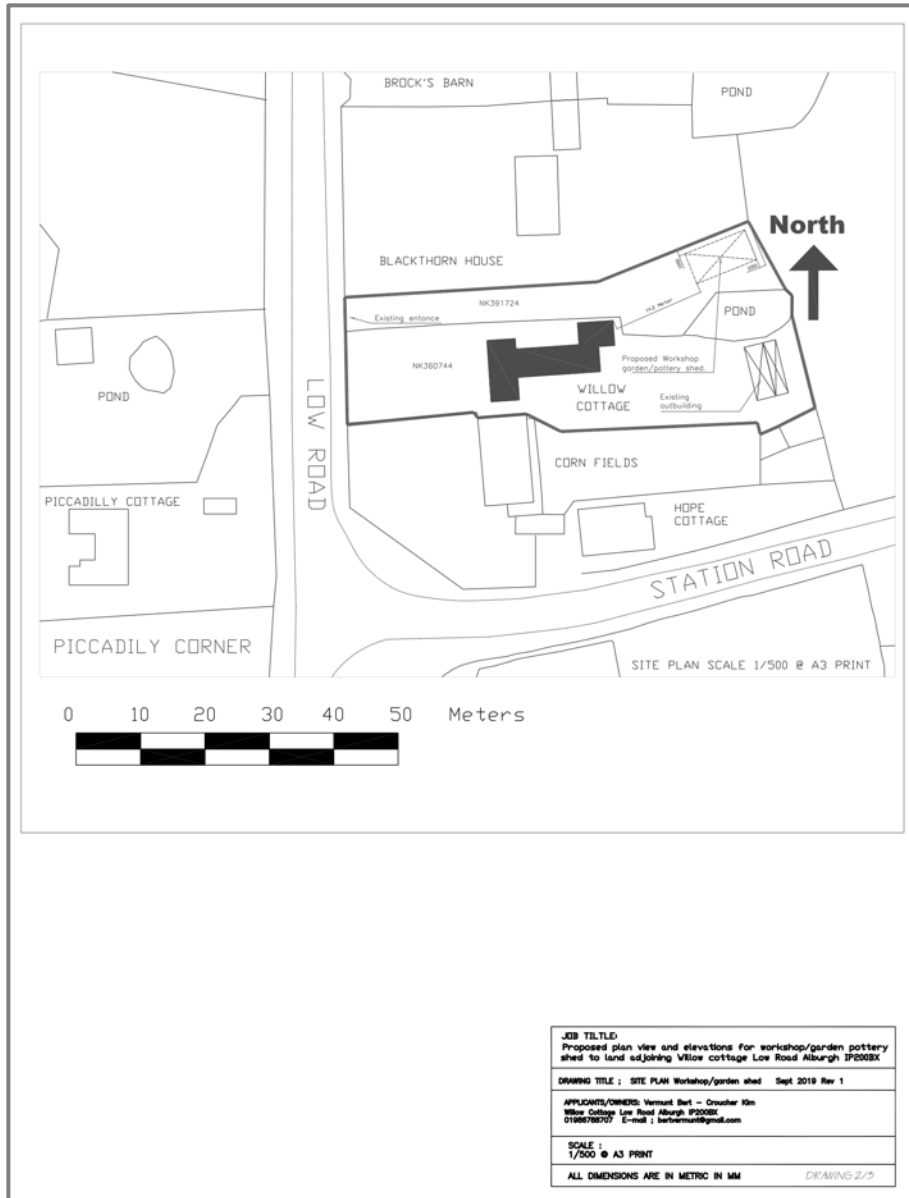 BROCK'S BARN
POND
North
BLACKTHORN HOUSE
NK391724
Existing entance
14.2 Meter
POND
NK360744
Proposed Workshop
garden/pottery shed.
WILLOW
COTTAGE
Existing
outbuilding
POND
LOW ROAD
CORN FIELDS
PICCADILLY COTTAGE
HOPE
COTTAGE
STATION ROAD
PICCADILY CORNER
SITE PLAN SCALE 1/500 @ A3 PRINT
0 10 20 30 40 50 Meters
JOB TILTLE:
Proposed plan view and elevations for workshop/garden pottery
shed to land adjoining Willow cottage Low Road Alburgh IP200BX
DRAWING TITLE ; SITE PLAN Workshop/garden shed Sept 2019 Rev 1
APPLICANTS/OWNERS: Vermunt Bert - Croucher Kim
Willow Cottage Low Road Alburgh IP200BX
01986788707 E-mail ; bertvermunt@gmail.com
SCALE :
1/500 @ A3 PRINT
ALL DIMENSIONS ARE IN METRIC IN MM
DRAWING 2/3